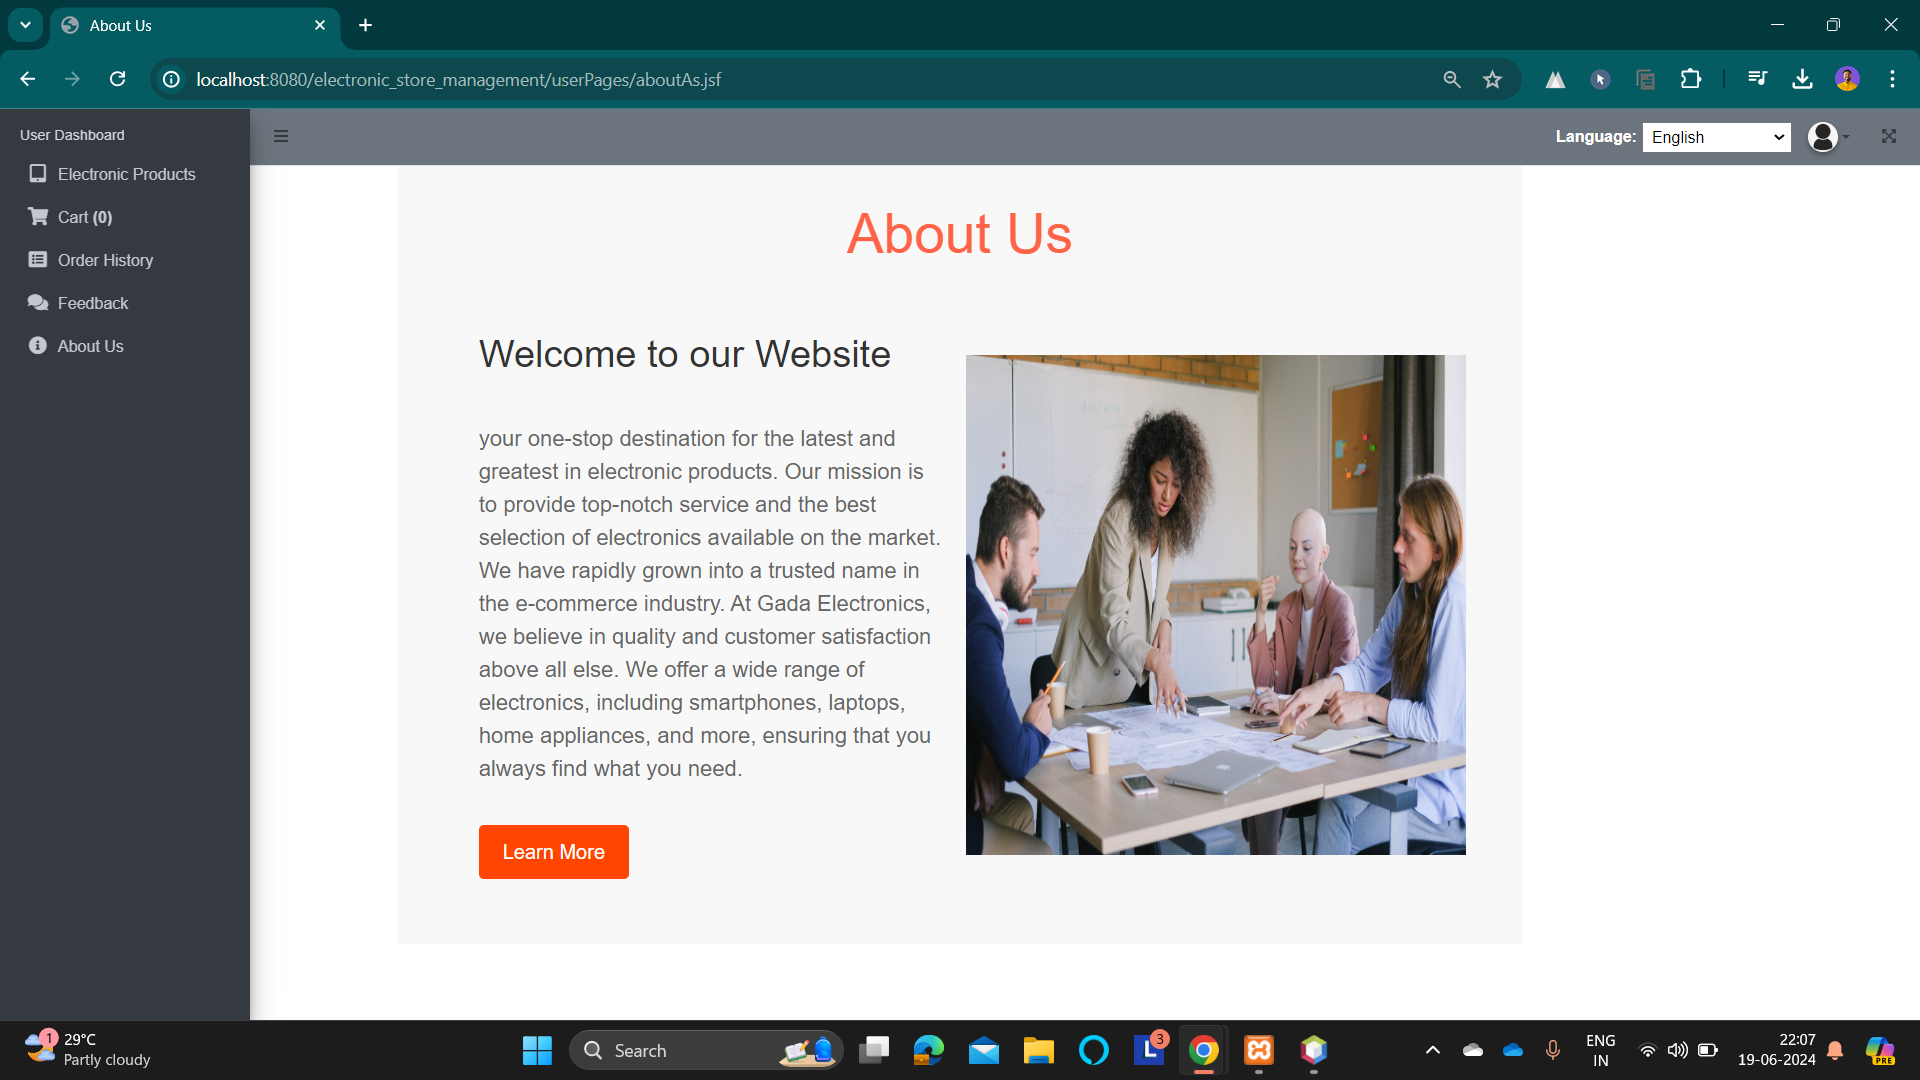 About Us
localhost:8080/electronic_store_management/userPages/aboutAs.jsf
User Dashboard
Electronic Products
Cart (0)
Order History
Feedback
About Us
Language: English
About Us
Welcome to our Website
your one-stop destination for the latest and
greatest in electronic products. Our mission is
to provide top-notch service and the best
selection of electronics available on the market.
We have rapidly grown into a trusted name in
the e-commerce industry. At Gada Electronics,
we believe in quality and customer satisfaction
above all else. We offer a wide range of
electronics, including smartphones, laptops,
home appliances, and more, ensuring that you
always find what you need.
Learn More
1
29°C
Partly cloudy
Search
L
3
PRE
ENG
IN
22:07
19-06-2024